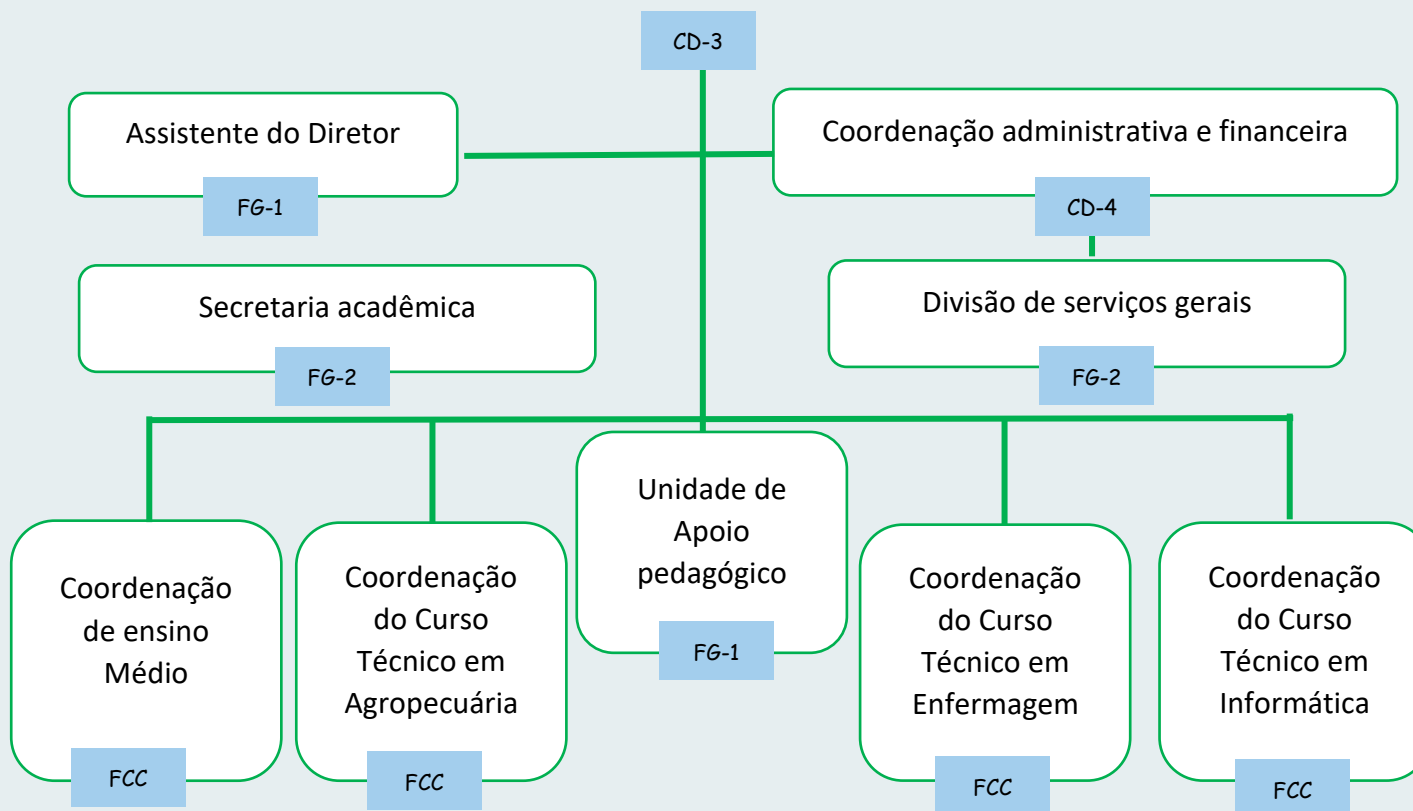 CD-3
Assistente do Diretor
FG-1
Coordenação administrativa e financeira
CD-4
Secretaria acadêmica
FG-2
Divisão de serviços gerais
FG-2
Coordenação
de ensino
Médio
FCC
Coordenação
do Curso
Técnico em
Agropecuária
FCC
Unidade de
Apoio
pedagógico
FG-1
Coordenação
do Curso
Técnico em
Enfermagem
FCC
Coordenação
do Curso
Técnico em
Informática
FCC